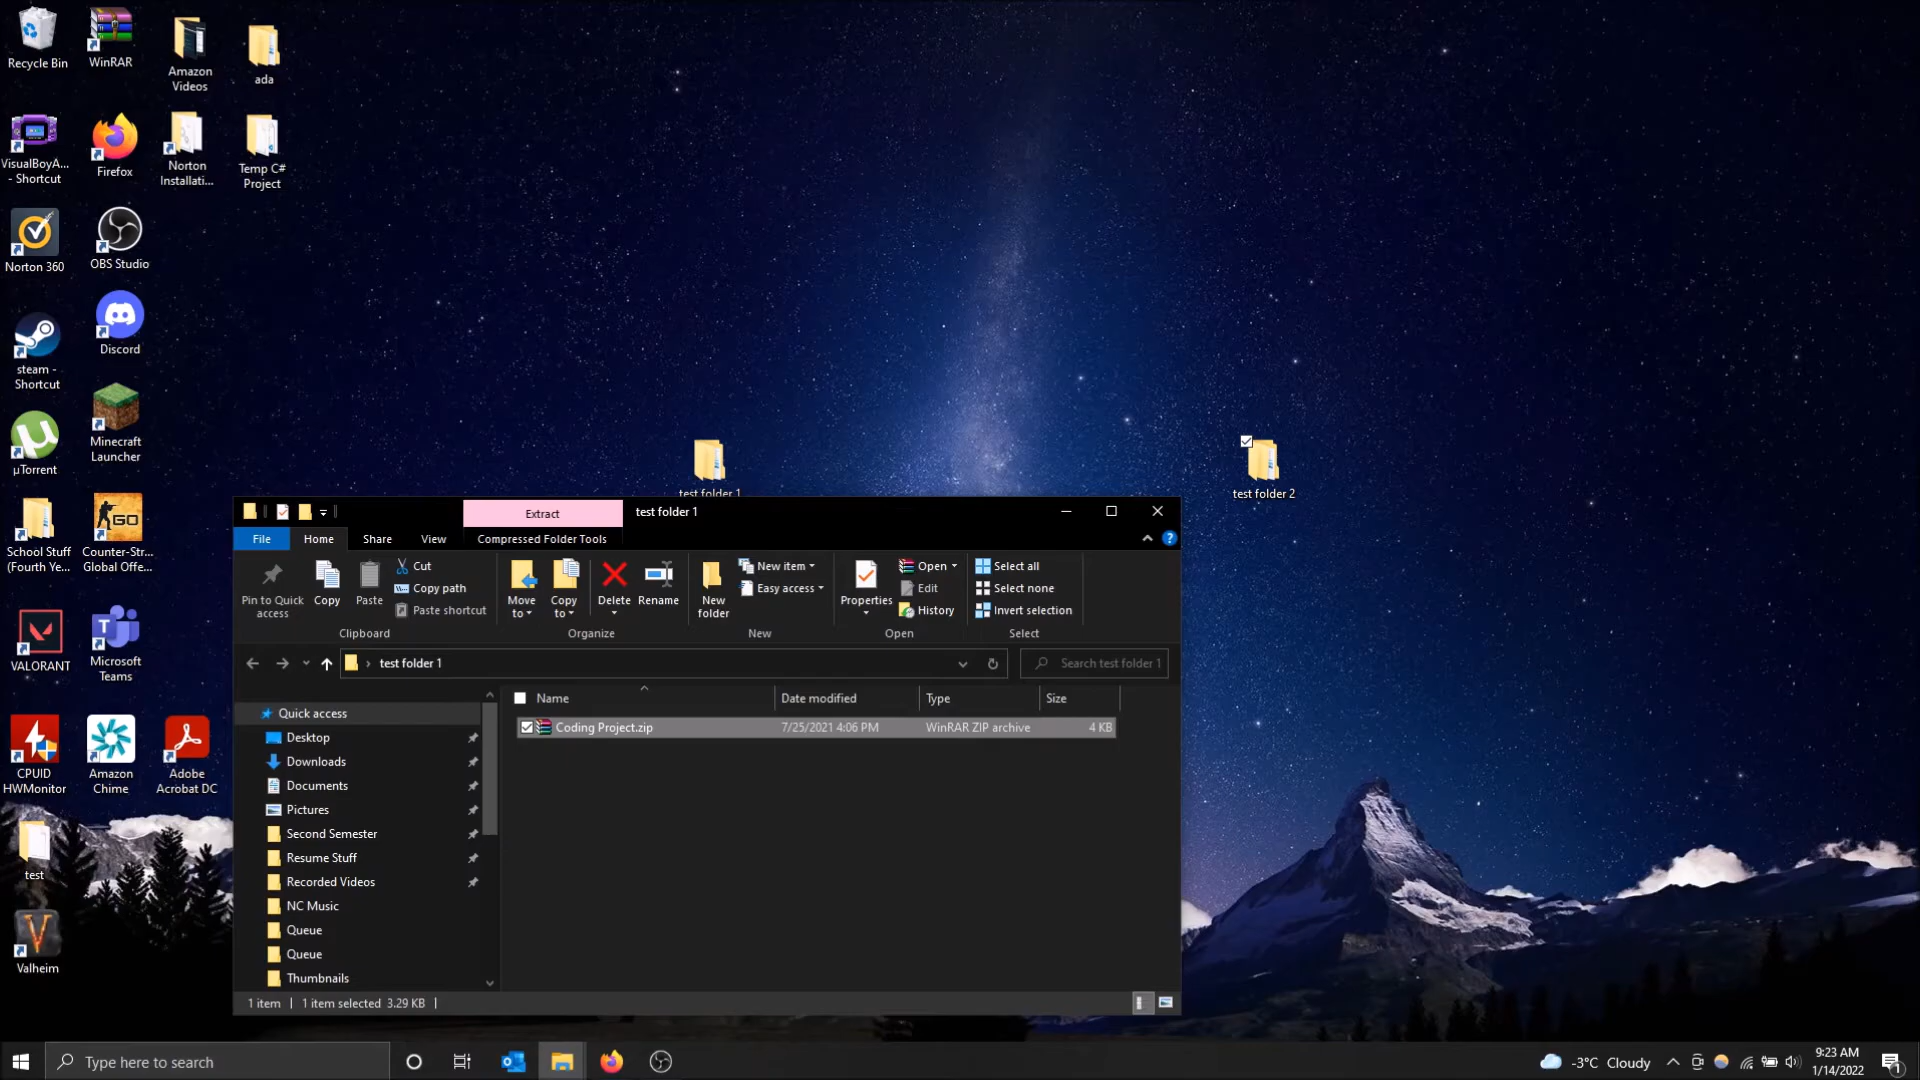 Recycle Bin
WinRAR
Amazon
Videos
ada
VisualBoyA...
- Shortcut
Firefox
Norton
Installati...
Temp C#
Project
Norton 360
OBS Studio
steam -
Shortcut
Discord
µTorrent
Minecraft
Launcher
School Stuff
(Fourth Ye...
Counter-Str...
Global Offe...
VALORANT
Microsoft
Teams
CPUID
HWMonitor
Amazon
Chime
Adobe
Acrobat DC
test
Valheim
test folder 1
test folder 2
Extract
test folder 1
File
Home
Share
View
Compressed Folder Tools
Pin to Quick
access
Copy
Paste
Cut
Copy path
Paste shortcut
Clipboard
Move
to
Copy
to
Delete
Rename
Organize
New
folder
New item
Easy access
New
Properties
Open
Edit
History
Open
Select all
Select none
Invert selection
Select
test folder 1
Search test folder 1
Name
Date modified
Type
Size
Coding Project.zip
7/25/2021 4:06 PM
WinRAR ZIP archive
4 KB
Quick access
Desktop
Downloads
Documents
Pictures
Second Semester
Resume Stuff
Recorded Videos
NC Music
Queue
Queue
Thumbnails
1 item
1 item selected 3.29 KB
Type here to search
-3°C Cloudy
9:23 AM
1/14/2022
1